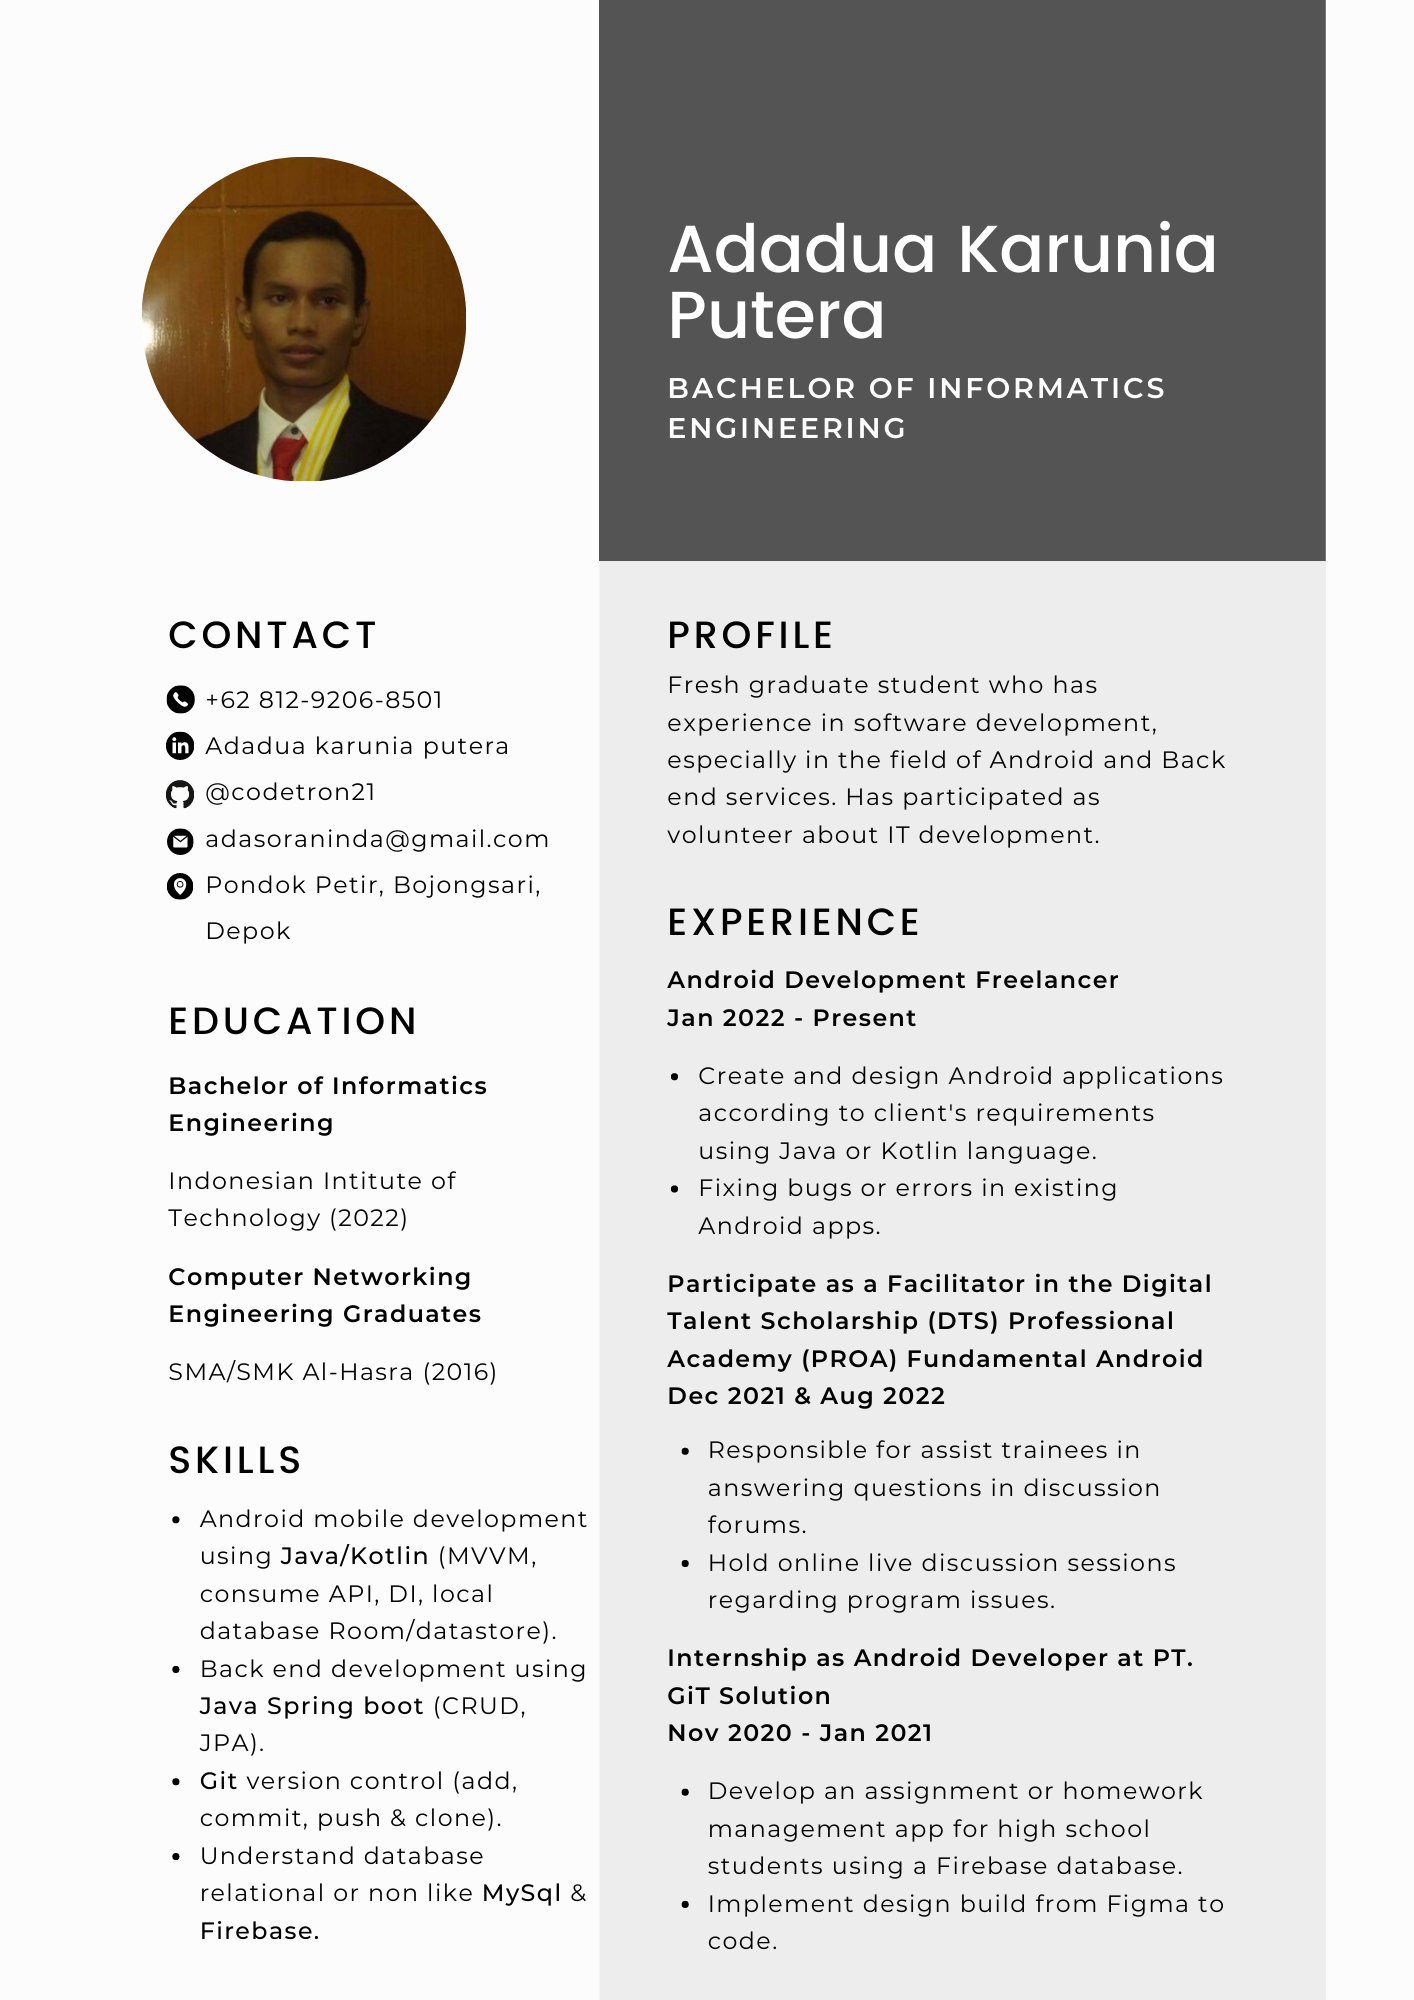 Adadua Karunia
Putera
BACHELOR OF INFORMATICS
ENGINEERING
CONTACT
+62 812-9206-8501
Adadua karunia putera
@codetron21
adasoraninda@gmail.com
Pondok Petir, Bojongsari,
Depok
EDUCATION
Bachelor of Informatics
Engineering
Indonesian Intitute of
Technology (2022)
Computer Networking
Engineering Graduates
SMA/SMK Al-Hasra (2016)
SKILLS
• Android mobile development
using Java/Kotlin (MVVM,
consume API, DI, local
database Room/datastore).
• Back end development using
Java Spring boot (CRUD,
JPA).
• Git version control (add,
commit, push & clone).
• Understand database
relational or non like MySql &
Firebase.
PROFILE
Fresh graduate student who has
experience in software development,
especially in the field of Android and Back
end services. Has participated as
volunteer about IT development.
EXPERIENCE
Android Development Freelancer
Jan 2022 - Present
• Create and design Android applications
according to client's requirements
using Java or Kotlin language.
• Fixing bugs or errors in existing
Android apps.
Participate as a Facilitator in the Digital
Talent Scholarship (DTS) Professional
Academy (PROA) Fundamental Android
Dec 2021 & Aug 2022
• Responsible for assist trainees in
answering questions in discussion
forums.
• Hold online live discussion sessions
regarding program issues.
Internship as Android Developer at PT.
GiT Solution
Nov 2020 - Jan 2021
• Develop an assignment or homework
management app for high school
students using a Firebase database.
• Implement design build from Figma to
code.